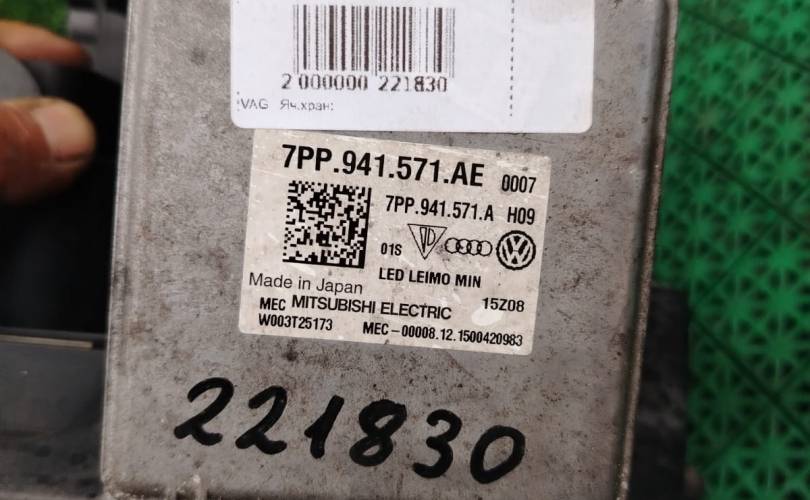 2 000000 221830
VAG Яч.хран:
7PP.941.571.AE 0007
7PP.941.571.A H09
01S
LED LEIMO MIN
Made in Japan 15Z08
MEC MITSUBISHI ELECTRIC
W003T25173 MEC-00008.12.1500420983
221830